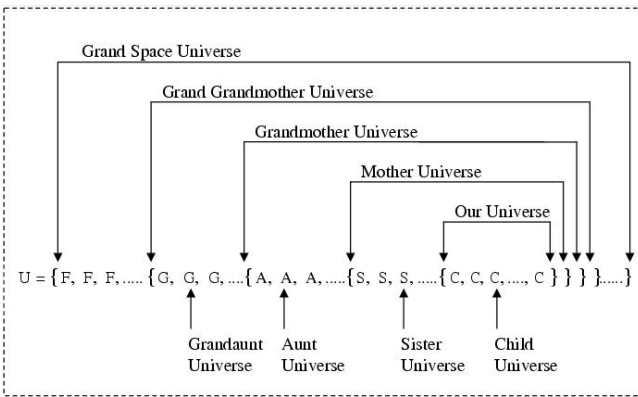 Grand Space Universe
Grand Grandmother Universe
Grandmother Universe
Mother Universe
Our Universe
U = { F, F, F, ..... { G, G, G, .... { A, A, A, ..... { S, S, S, ..... { C, C, C, ...., C } } } } ...... }
Grandaunt Universe
Aunt Universe
Sister Universe
Child Universe